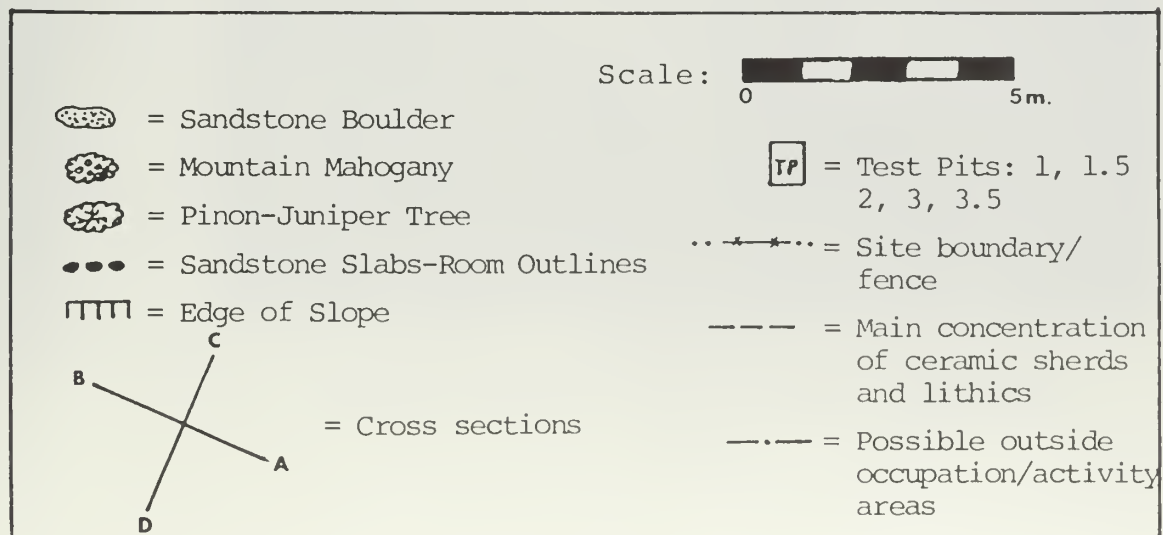 = Sandstone Boulder
= Mountain Mahogany
= Pinon-Juniper Tree
= Sandstone Slabs-Room Outlines
= Edge of Slope
C
B
= Cross sections
A
D
Scale:
0 5m.
TP = Test Pits: 1, 1.5
2, 3, 3.5
= Site boundary/
fence
= Main concentration
of ceramic sherds
and lithics
= Possible outside
occupation/activity
areas